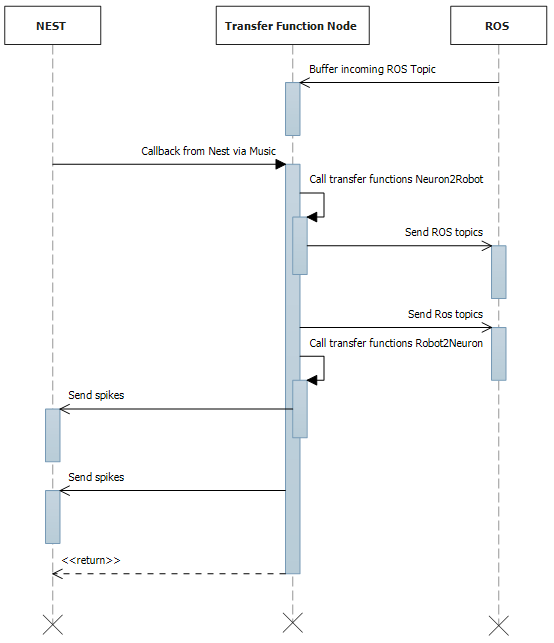 NEST
Transfer Function Node
ROS
Buffer incoming ROS Topic
Callback from Nest via Music
Call transfer functions Neuron2Robot
Send ROS topics
Send Ros topics
Call transfer functions Robot2Neuron
Send spikes
Send spikes
<<return>>